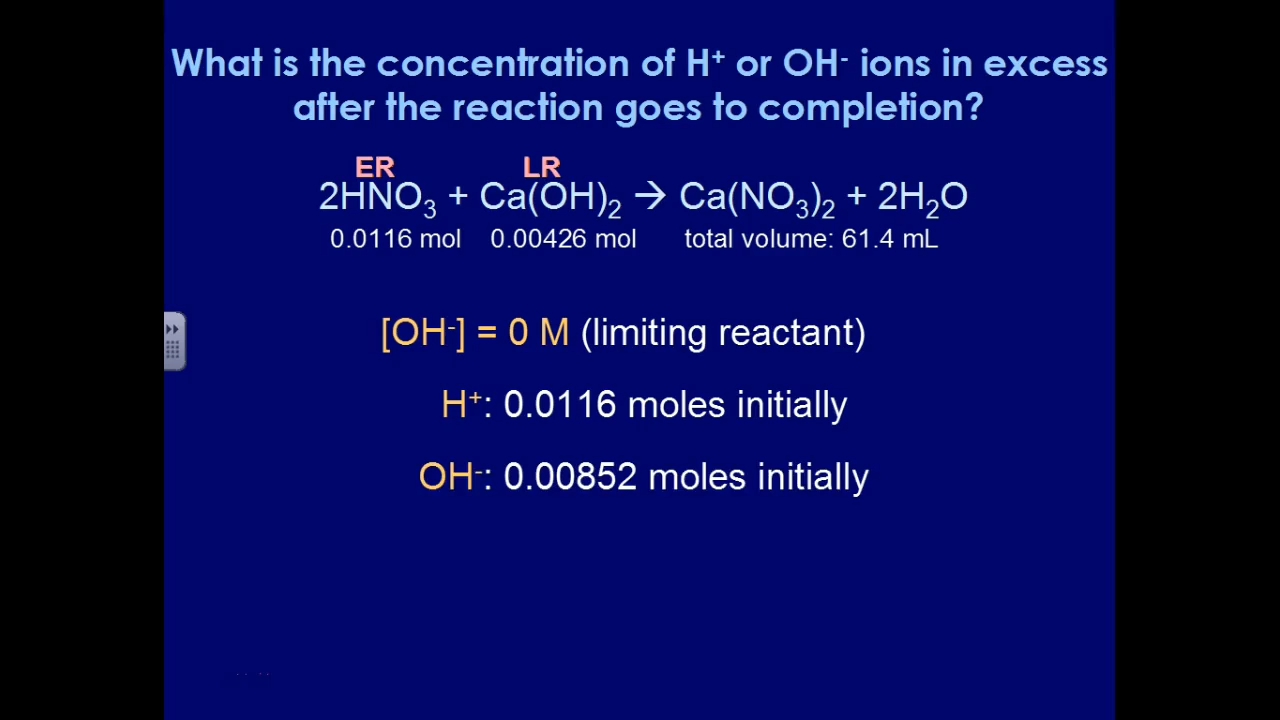 What is the concentration of H⁺ or OH⁻ ions in excess
after the reaction goes to completion?
ER LR
2HNO₃ + Ca(OH)₂ → Ca(NO₃)₂ + 2H₂O
0.0116 mol 0.00426 mol total volume: 61.4 mL
[OH⁻] = 0 M (limiting reactant)
H⁺: 0.0116 moles initially
OH⁻: 0.00852 moles initially